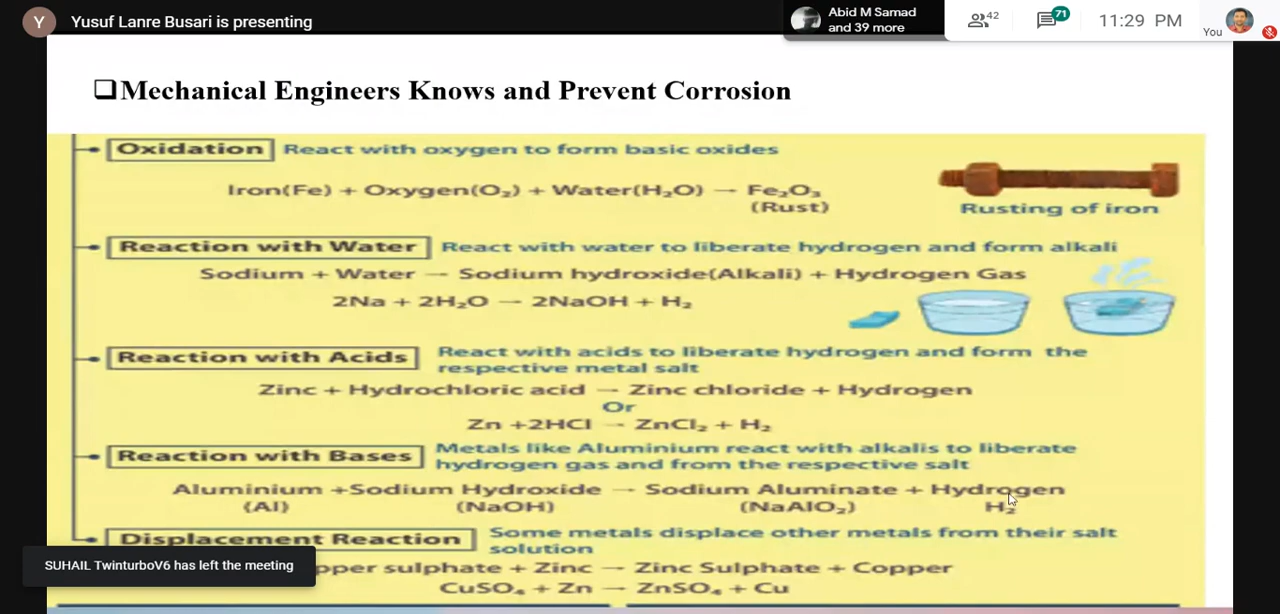 Y Yusuf Lanre Busari is presenting
Abid M Samad
and 39 more
42
71
11:29 PM
You
❑Mechanical Engineers Knows and Prevent Corrosion
Oxidation React with oxygen to form basic oxides
Iron(Fe) + Oxygen(O₂) + Water(H₂O) → Fe₂O₃
(Rust)
Rusting of iron
Reaction with Water React with water to liberate hydrogen and form alkali
Sodium + Water → Sodium hydroxide(Alkali) + Hydrogen Gas
2Na + 2H₂O → 2NaOH + H₂
Reaction with Acids React with acids to liberate hydrogen and form the
respective metal salt
Zinc + Hydrochloric acid → Zinc chloride + Hydrogen
Or
Zn +2HCl → ZnCl₂ + H₂
Reaction with Bases Metals like Aluminium react with alkalis to liberate
hydrogen gas and from the respective salt
Aluminium +Sodium Hydroxide → Sodium Aluminate + Hydrogen
(Al) (NaOH) (NaAlO₂) H₂
Displacement Reaction Some metals displace other metals from their salt
solution
SUHAIL TwinturboV6 has left the meeting
pper sulphate + Zinc → Zinc Sulphate + Copper
CuSO₄ + Zn → ZnSO₄ + Cu